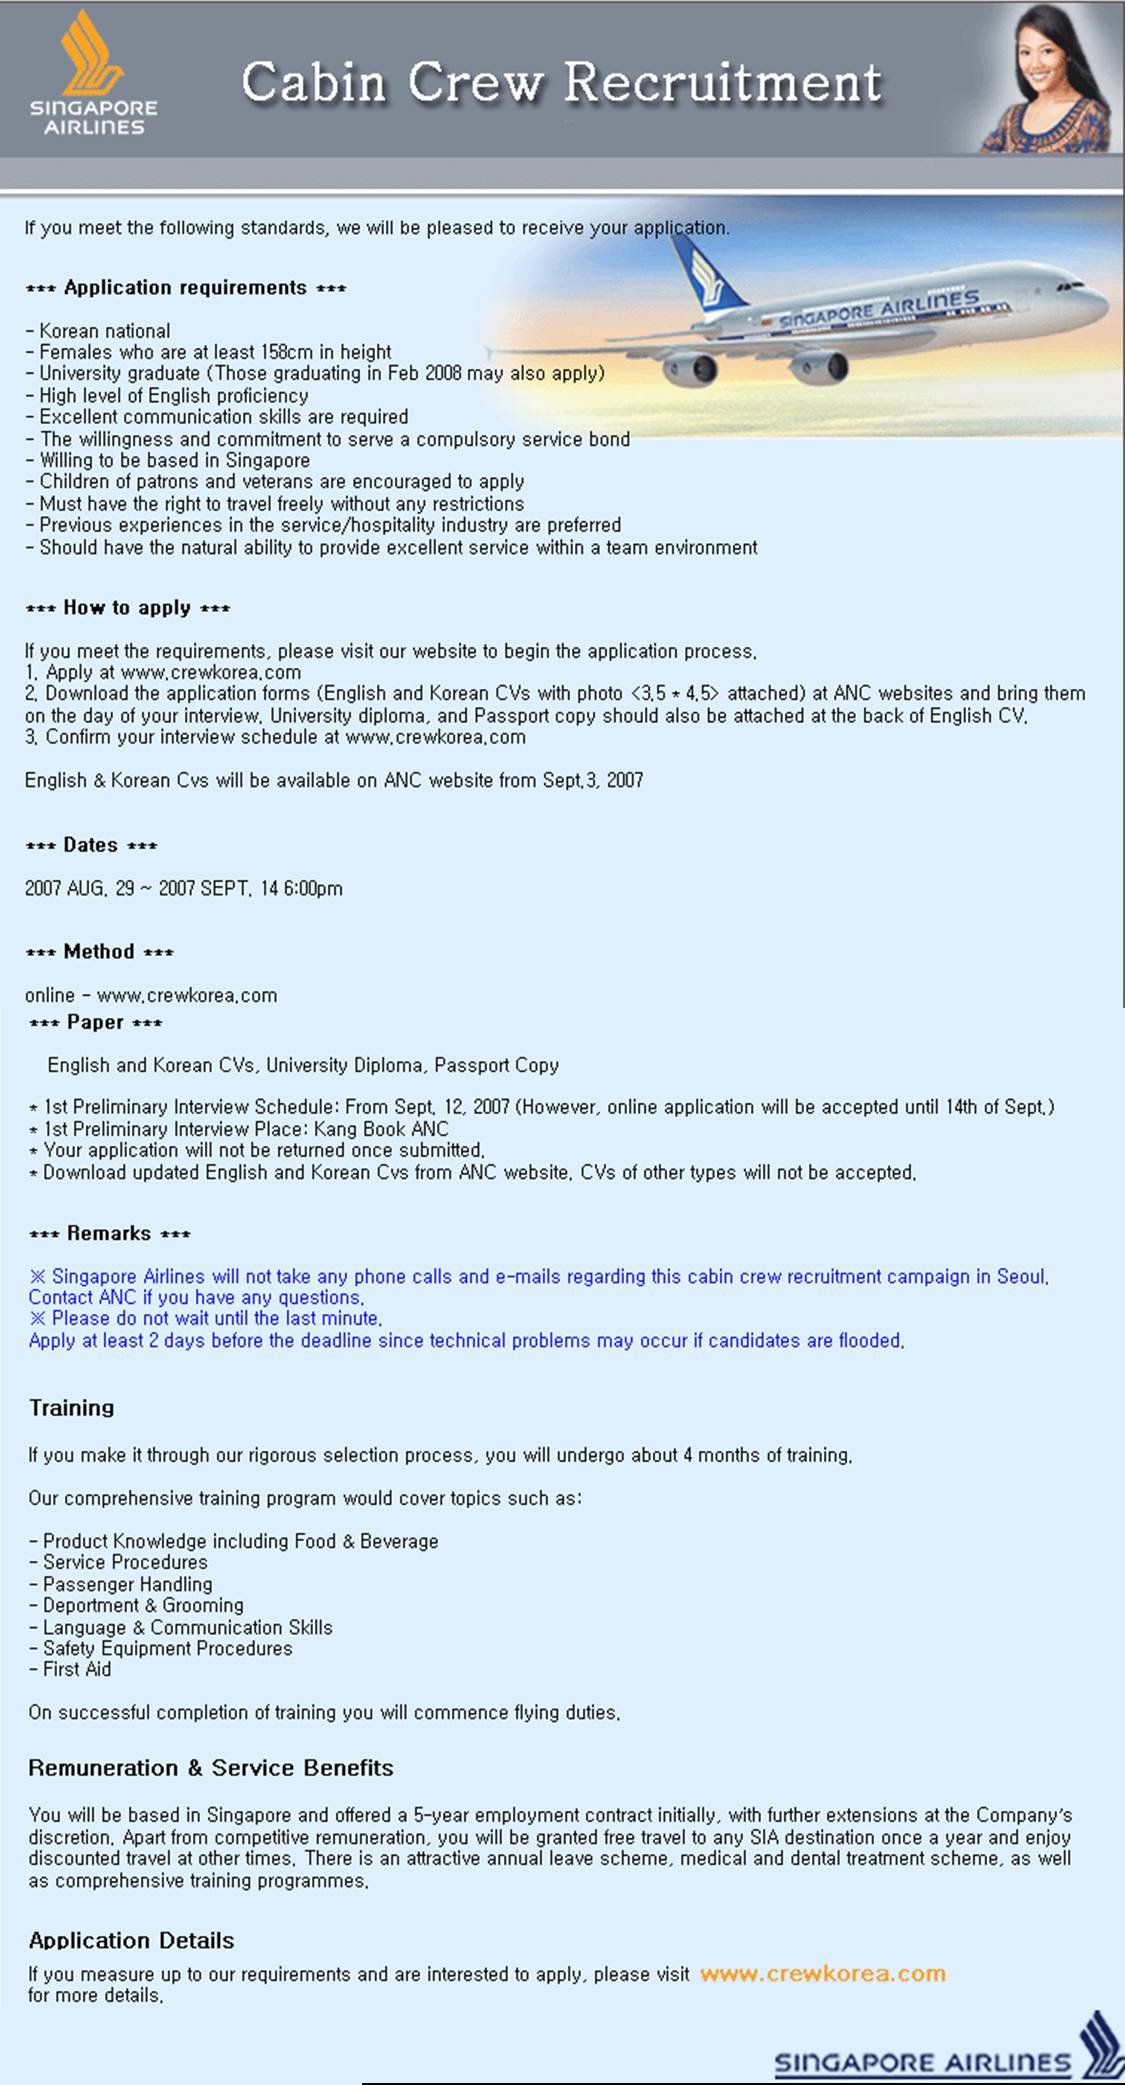 SINGAPORE
AIRLINES
Cabin Crew Recruitment
If you meet the following standards, we will be pleased to receive your application.
*** Application requirements ***
SINGAPORE AIRLINES
- Korean national
- Females who are at least 158cm in height
- University graduate (Those graduating in Feb 2008 may also apply)
- High level of English proficiency
- Excellent communication skills are required
- The willingness and commitment to serve a compulsory service bond
- Willing to be based in Singapore
- Children of patrons and veterans are encouraged to apply
- Must have the right to travel freely without any restrictions
- Previous experiences in the service/hospitality industry are preferred
- Should have the natural ability to provide excellent service within a team environment
*** How to apply ***
If you meet the requirements, please visit our website to begin the application process.
1. Apply at www.crewkorea.com
2. Download the application forms (English and Korean CVs with photo <3.5 * 4.5> attached) at ANC websites and bring them
on the day of your interview. University diploma, and Passport copy should also be attached at the back of English CV.
3. Confirm your interview schedule at www.crewkorea.com
English & Korean Cvs will be available on ANC website from Sept.3, 2007
*** Dates ***
2007 AUG. 29 ~ 2007 SEPT. 14 6:00pm
*** Method ***
online - www.crewkorea.com
*** Paper ***
English and Korean CVs, University Diploma, Passport Copy
* 1st Preliminary Interview Schedule: From Sept. 12, 2007 (However, online application will be accepted until 14th of Sept.)
* 1st Preliminary Interview Place: Kang Book ANC
* Your application will not be returned once submitted.
* Download updated English and Korean Cvs from ANC website. CVs of other types will not be accepted.
*** Remarks ***
※ Singapore Airlines will not take any phone calls and e-mails regarding this cabin crew recruitment campaign in Seoul.
Contact ANC if you have any questions.
※ Please do not wait until the last minute.
Apply at least 2 days before the deadline since technical problems may occur if candidates are flooded.
Training
If you make it through our rigorous selection process, you will undergo about 4 months of training.
Our comprehensive training program would cover topics such as:
- Product Knowledge including Food & Beverage
- Service Procedures
- Passenger Handling
- Deportment & Grooming
- Language & Communication Skills
- Safety Equipment Procedures
- First Aid
On successful completion of training you will commence flying duties.
Remuneration & Service Benefits
You will be based in Singapore and offered a 5-year employment contract initially, with further extensions at the Company's
discretion. Apart from competitive remuneration, you will be granted free travel to any SIA destination once a year and enjoy
discounted travel at other times. There is an attractive annual leave scheme, medical and dental treatment scheme, as well
as comprehensive training programmes.
Application Details
If you measure up to our requirements and are interested to apply, please visit www.crewkorea.com
for more details.
SINGAPORE AIRLINES